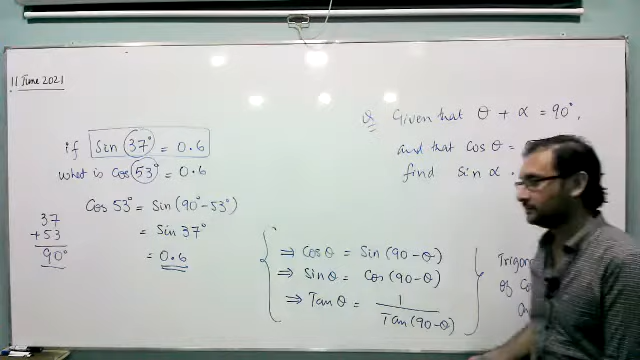 11 June 2021
if Sin 37° = 0.6
what is Cos 53° = 0.6
Cos 53° = Sin (90° - 53°)
= Sin 37°
= 0.6
37
+ 53
90°
Q Given that θ + α = 90°,
and that Cos θ =
find Sin α.
⇒ Cos θ = Sin (90 - θ)
⇒ Sin θ = Cos (90 - θ)
⇒ Tan θ = 1 / Tan (90 - θ)
of